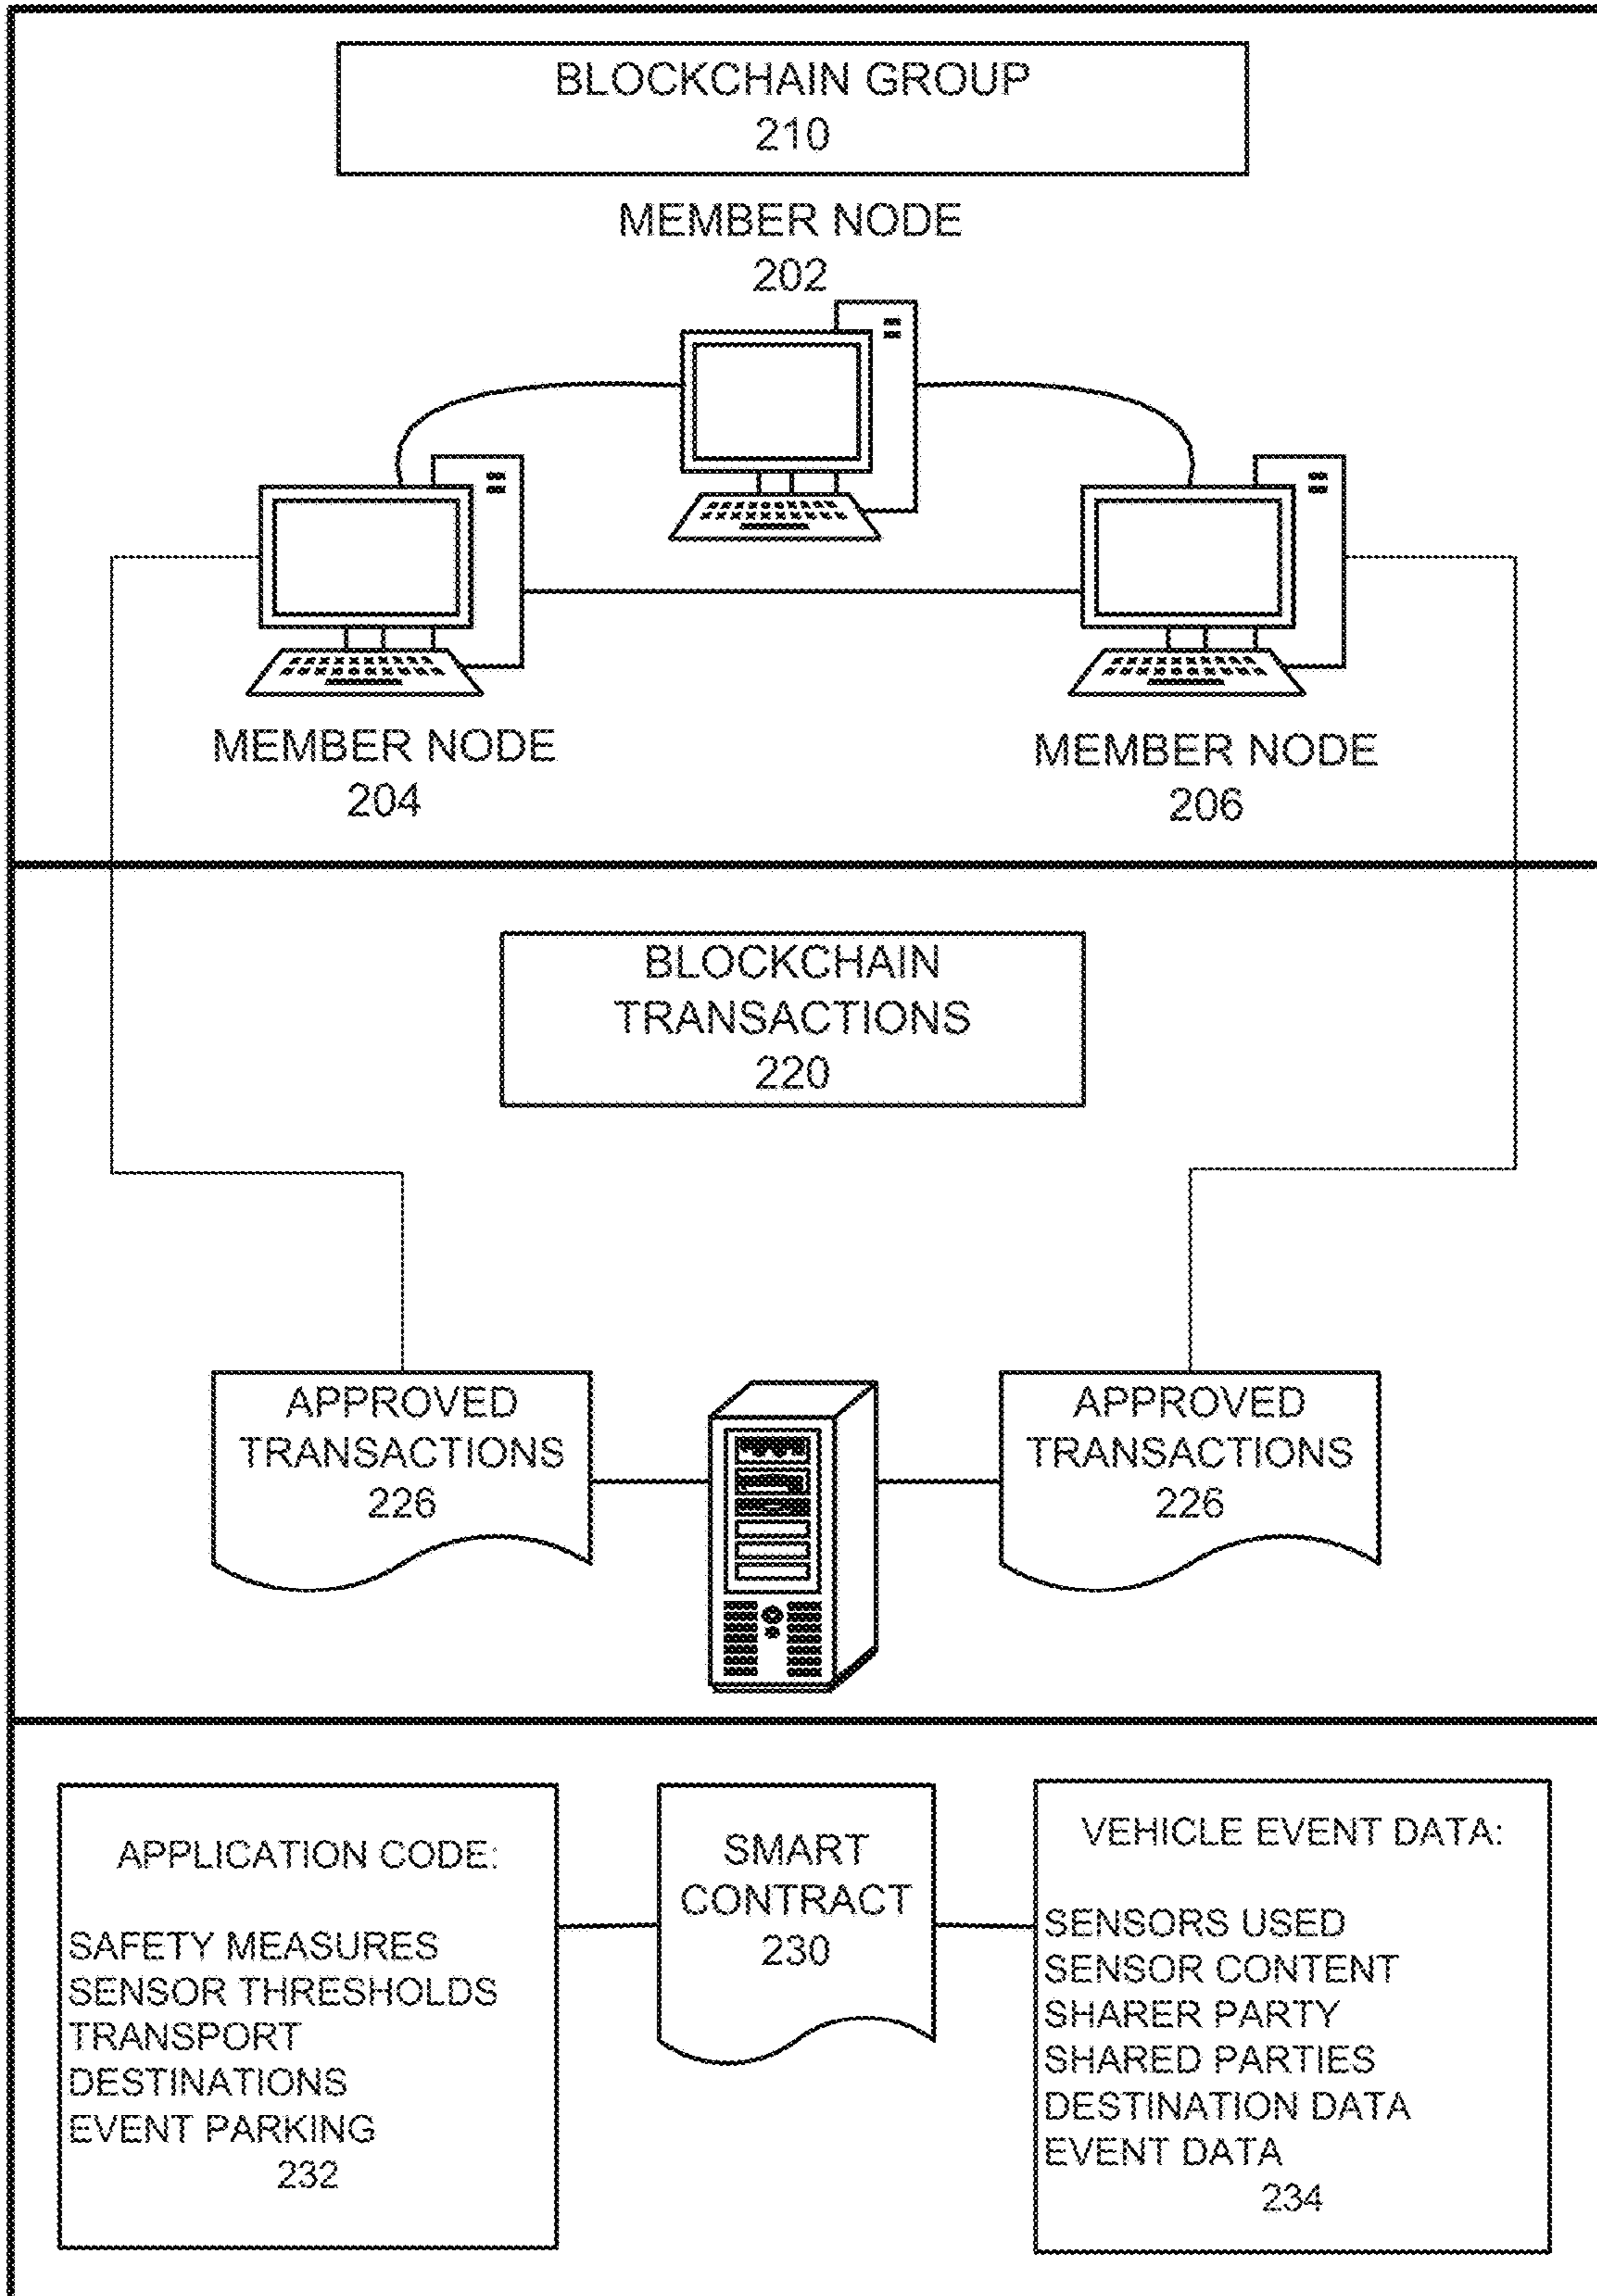 BLOCKCHAIN GROUP
210
MEMBER NODE
202
MEMBER NODE
204
MEMBER NODE
206
BLOCKCHAIN
TRANSACTIONS
220
APPROVED
TRANSACTIONS
226
APPROVED
TRANSACTIONS
226
APPLICATION CODE:
SAFETY MEASURES
SENSOR THRESHOLDS
TRANSPORT
DESTINATIONS
EVENT PARKING
232
SMART
CONTRACT
230
VEHICLE EVENT DATA:
SENSORS USED
SENSOR CONTENT
SHARER PARTY
SHARED PARTIES
DESTINATION DATA
EVENT DATA
234